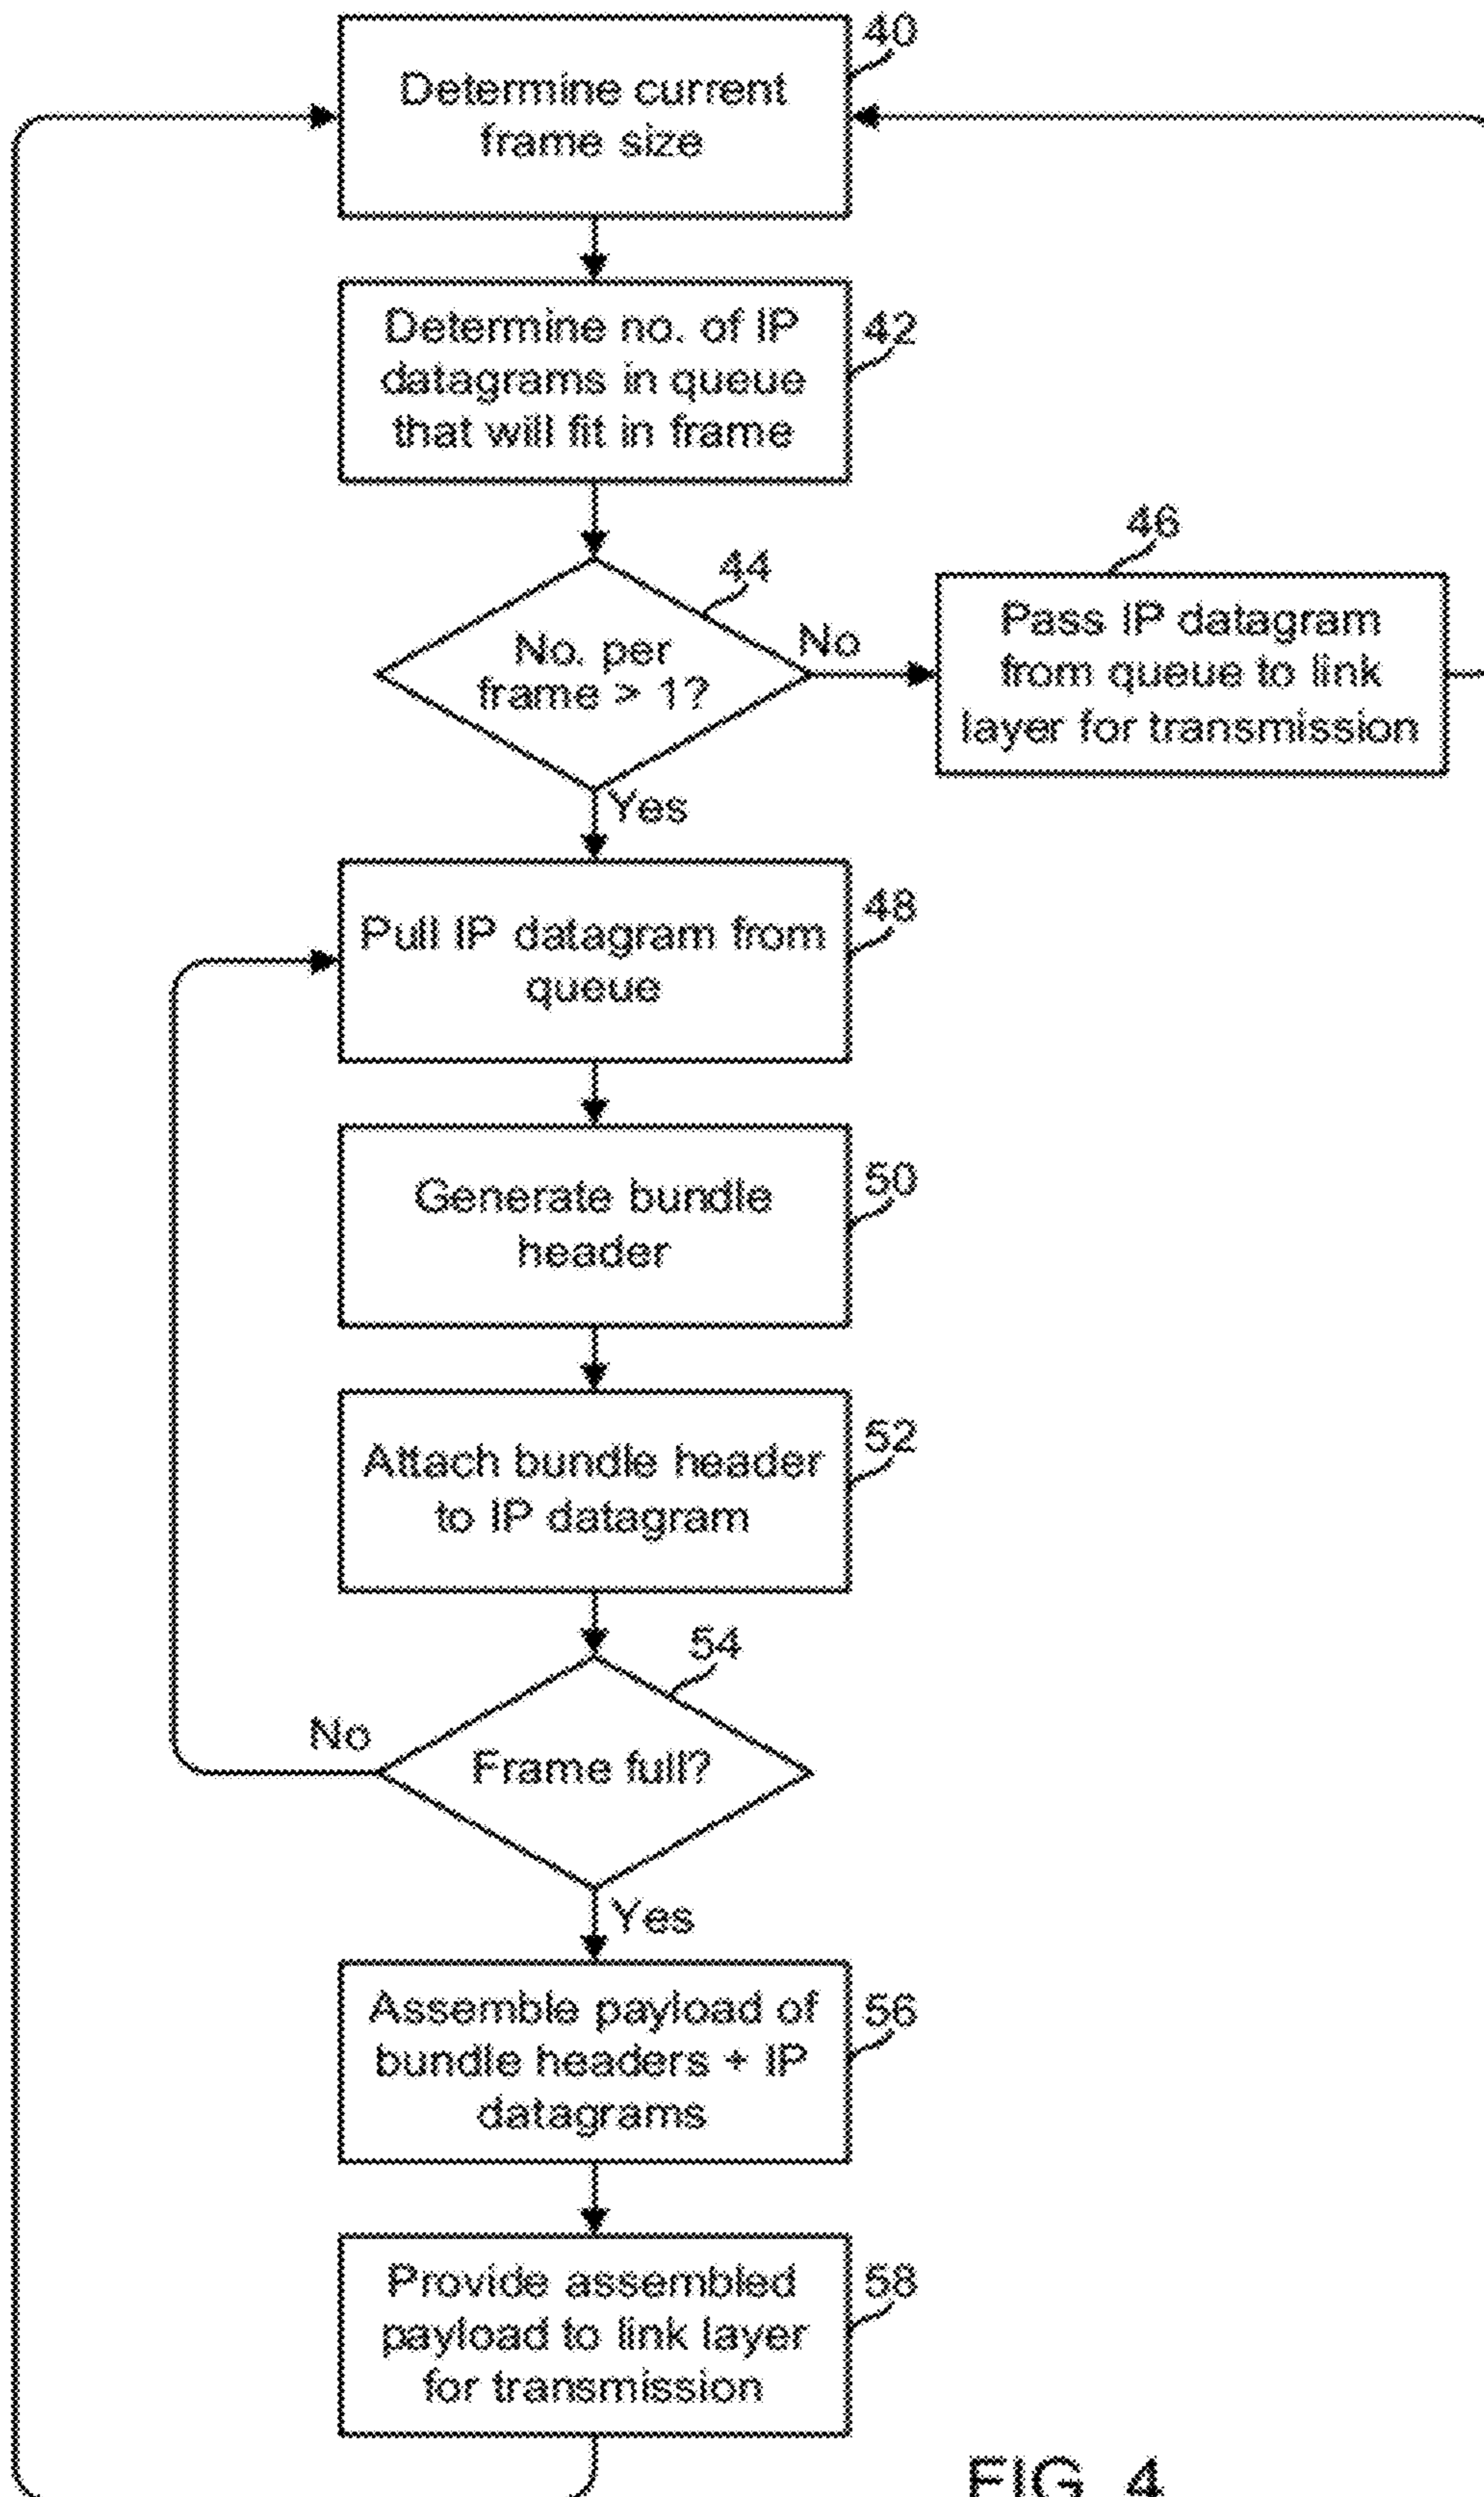 40
Determine current
frame size
Determine no. of IP
datagrams in queue
that will fit in frame
42
44
No. per
frame > 1?
No
46
Pass IP datagram
from queue to link
layer for transmission
Yes
Pull IP datagram from
queue
48
Generate bundle
header
50
Attach bundle header
to IP datagram
52
54
Frame full?
No
Yes
Assemble payload of
bundle headers + IP
datagrams
56
Provide assembled
payload to link layer
for transmission
58
FIG. 4